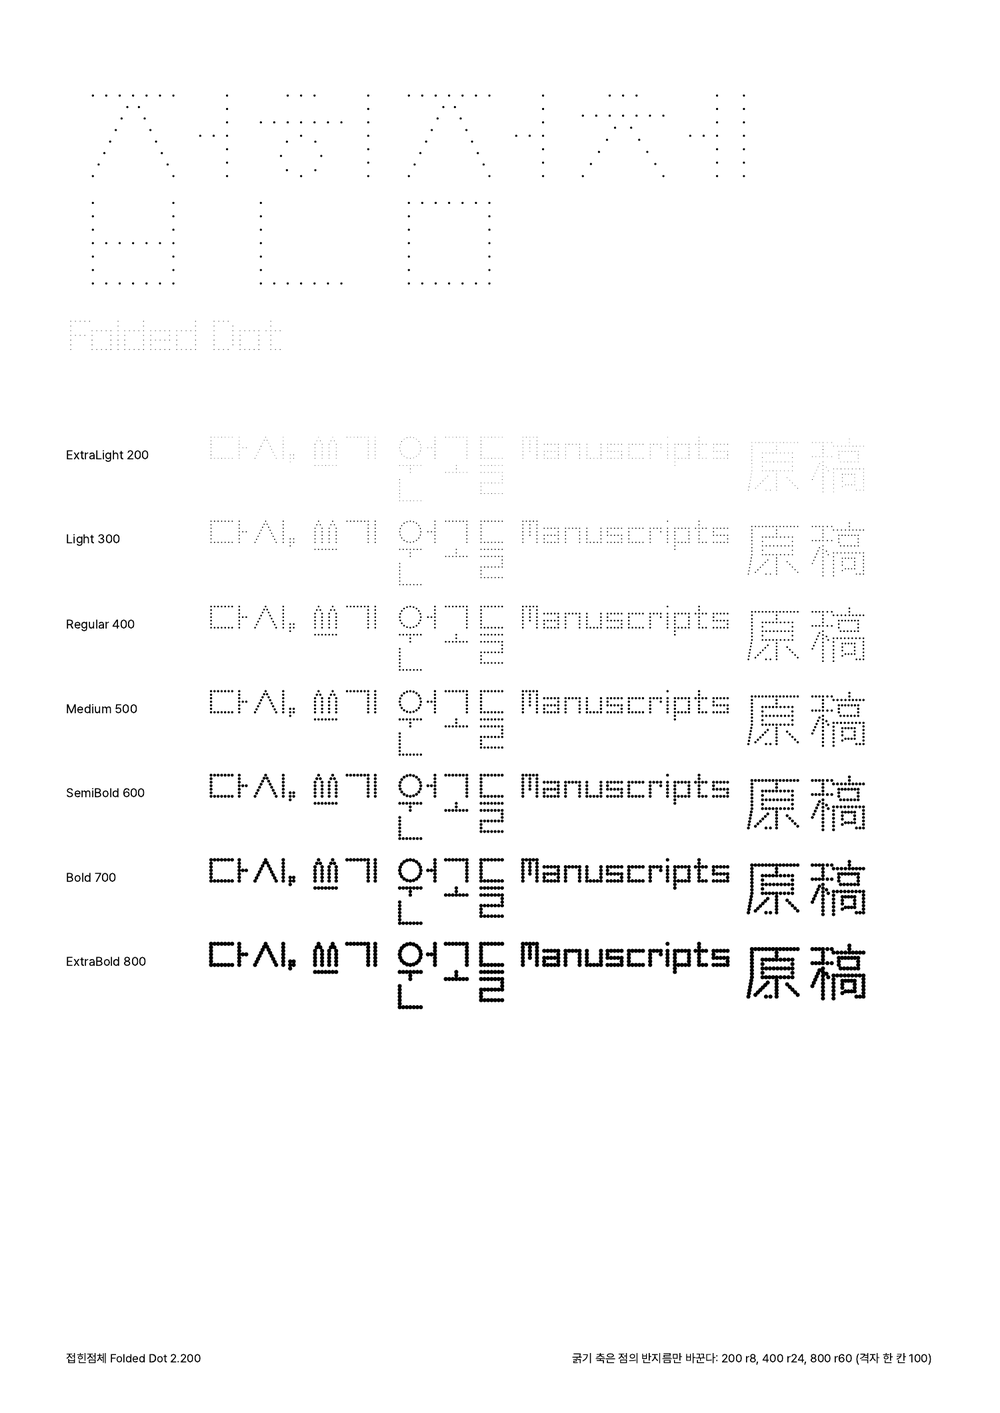 접힌점체
Folded Dot
ExtraLight 200 다시, 쓰기 원고들 Manuscripts 原稿
Light 300 다시, 쓰기 원고들 Manuscripts 原稿
Regular 400 다시, 쓰기 원고들 Manuscripts 原稿
Medium 500 다시, 쓰기 원고들 Manuscripts 原稿
SemiBold 600 다시, 쓰기 원고들 Manuscripts 原稿
Bold 700 다시, 쓰기 원고들 Manuscripts 原稿
ExtraBold 800 다시, 쓰기 원고들 Manuscripts 原稿
접힌점체 Folded Dot 2.200
굵기 축은 점의 반지름만 바꾼다: 200 r8, 400 r24, 800 r60 (격자 한 칸 100)